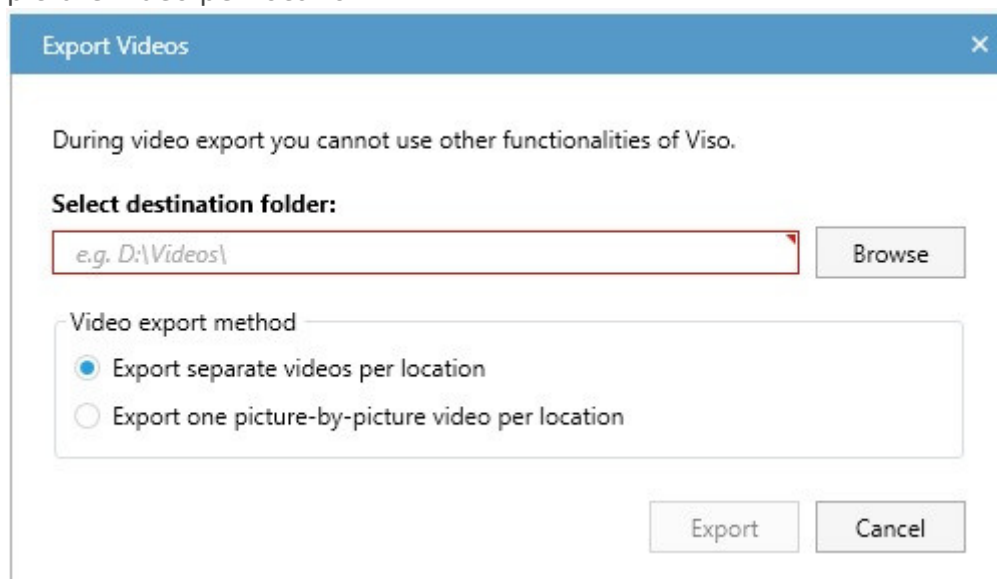 Export Videos
During video export you cannot use other functionalities of Viso.
Select destination folder:
e.g. D:\Videos\
Browse
Video export method
Export separate videos per location
Export one picture-by-picture video per location
Export
Cancel